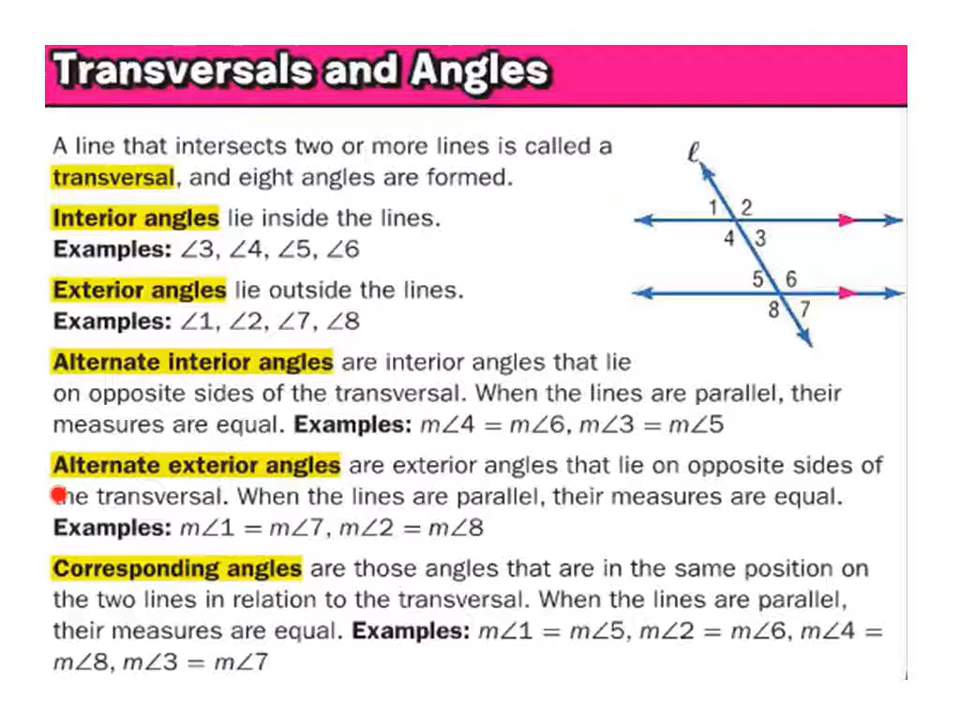 Transversals and Angles
A line that intersects two or more lines is called a
transversal, and eight angles are formed.
Interior angles lie inside the lines.
Examples: ∠3, ∠4, ∠5, ∠6
Exterior angles lie outside the lines.
Examples: ∠1, ∠2, ∠7, ∠8
ℓ
1 2
4 3
5 6
8 7
Alternate interior angles are interior angles that lie
on opposite sides of the transversal. When the lines are parallel, their
measures are equal. Examples: m∠4 = m∠6, m∠3 = m∠5
Alternate exterior angles are exterior angles that lie on opposite sides of
the transversal. When the lines are parallel, their measures are equal.
Examples: m∠1 = m∠7, m∠2 = m∠8
Corresponding angles are those angles that are in the same position on
the two lines in relation to the transversal. When the lines are parallel,
their measures are equal. Examples: m∠1 = m∠5, m∠2 = m∠6, m∠4 =
m∠8, m∠3 = m∠7